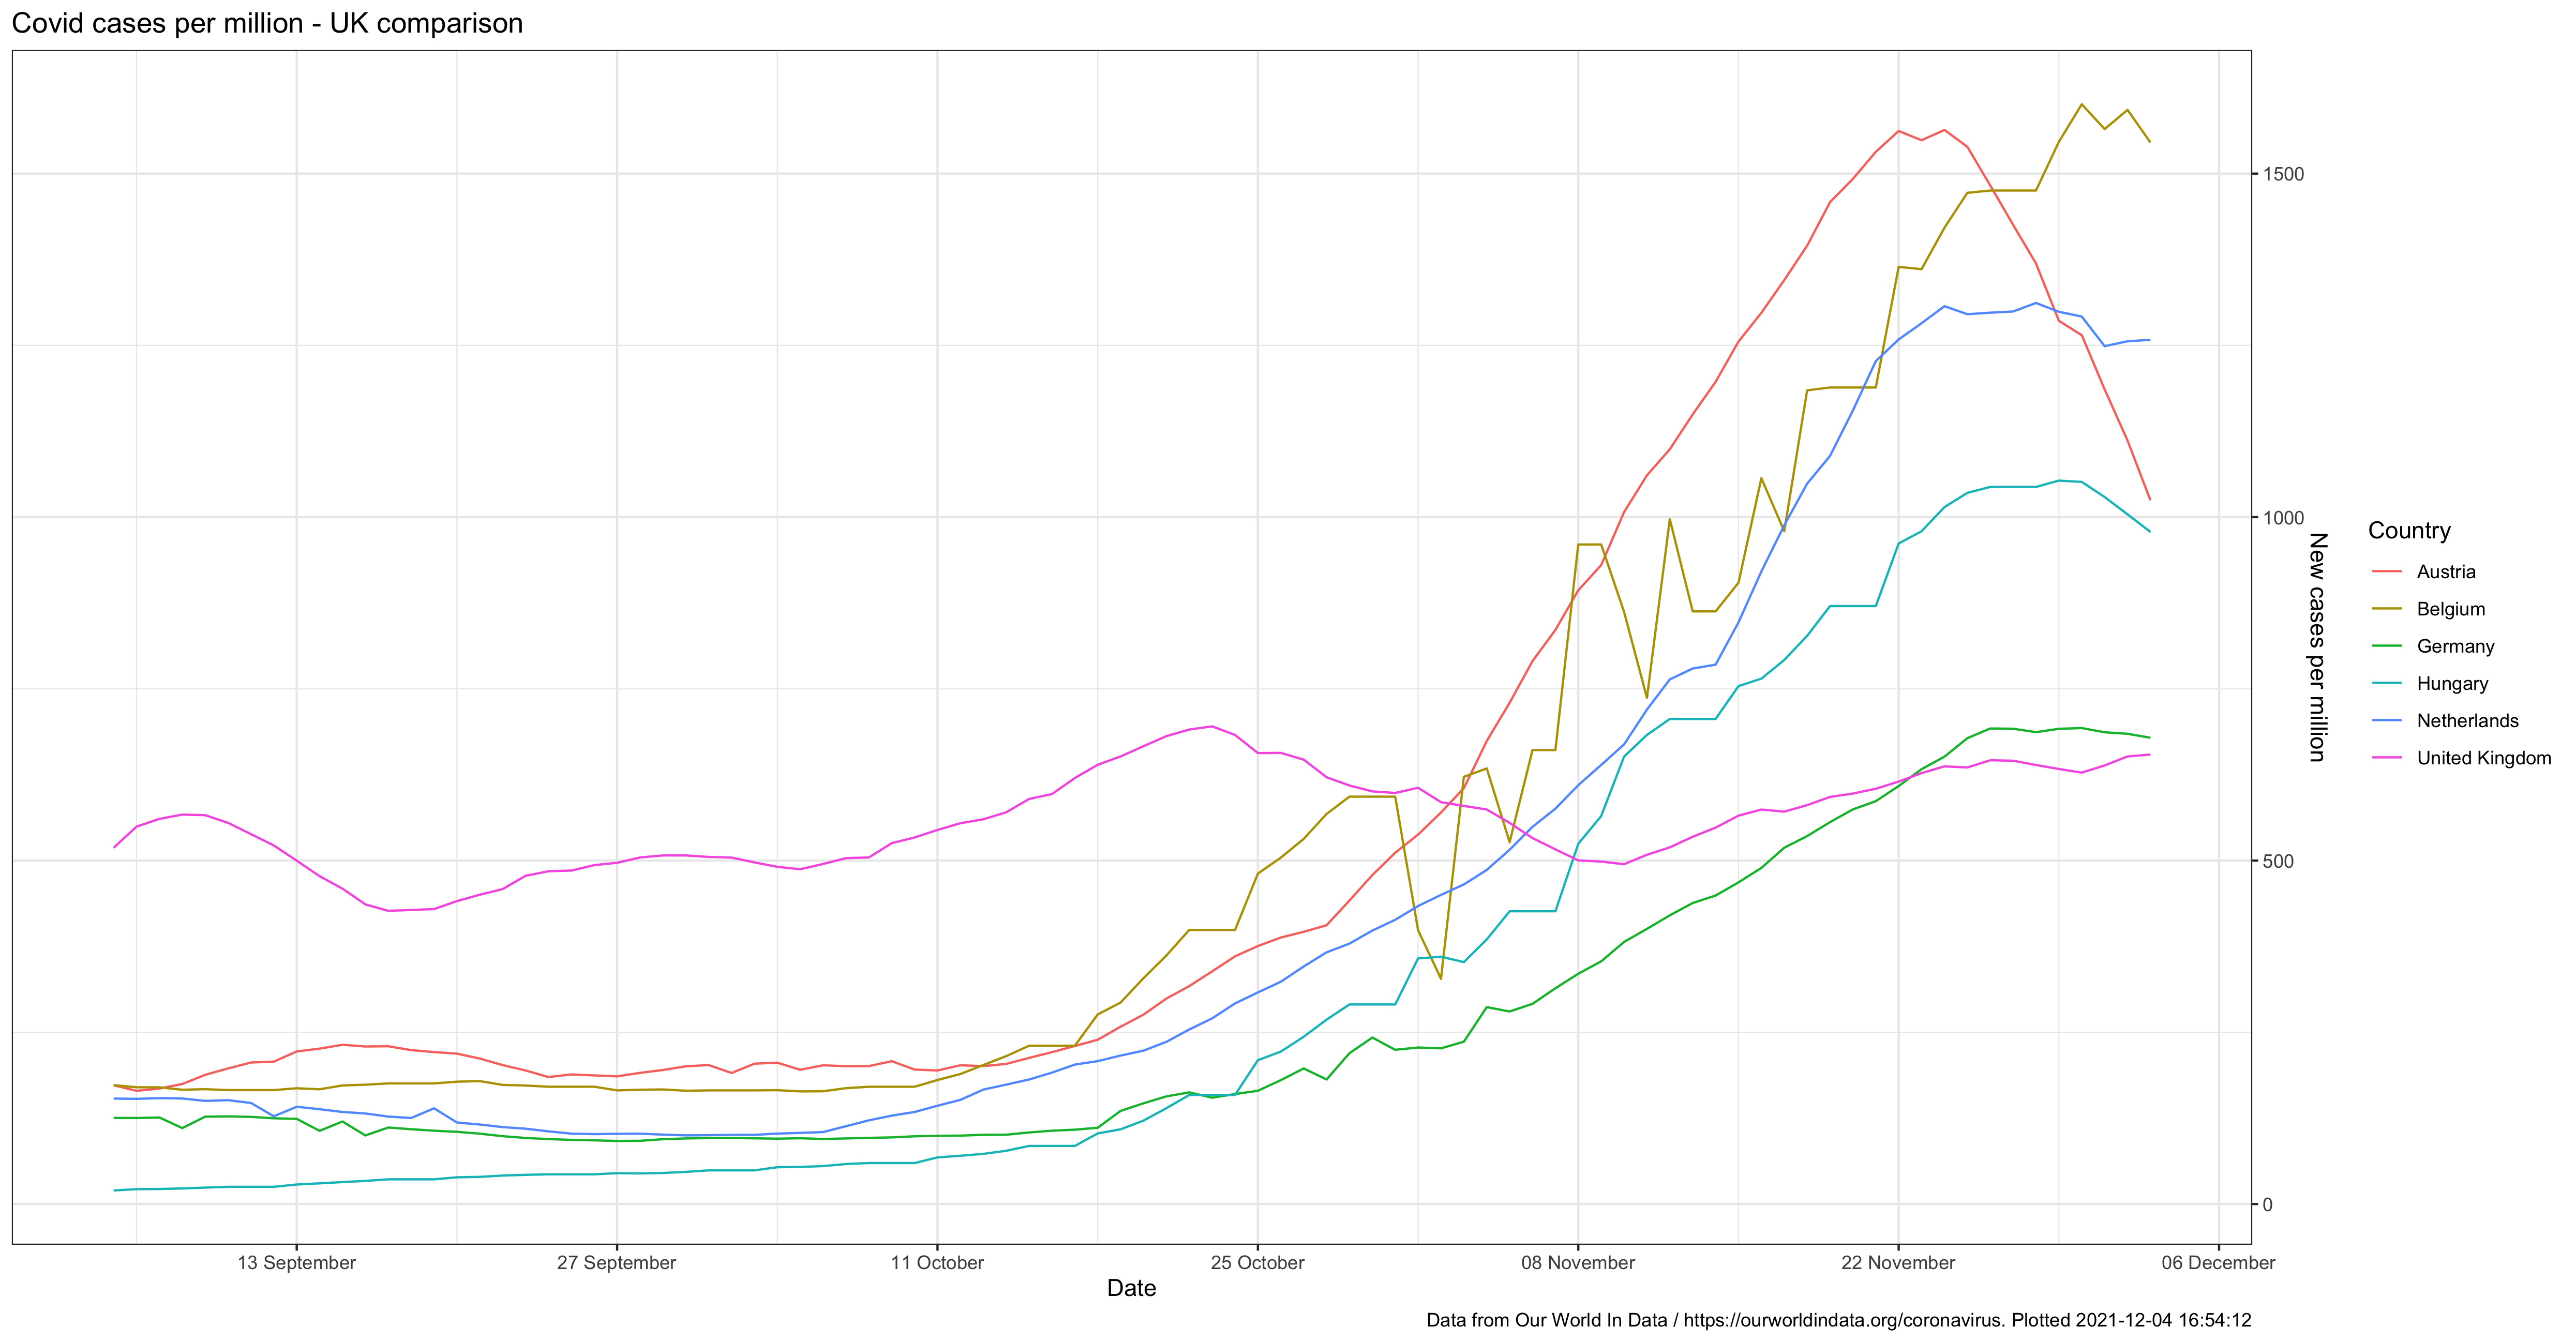 Covid cases per million - UK comparison
1500
1000
500
0
New cases per million
13 September
27 September
11 October
25 October
08 November
22 November
06 December
Date
Country
Austria
Belgium
Germany
Hungary
Netherlands
United Kingdom
Data from Our World In Data / https://ourworldindata.org/coronavirus. Plotted 2021-12-04 16:54:12